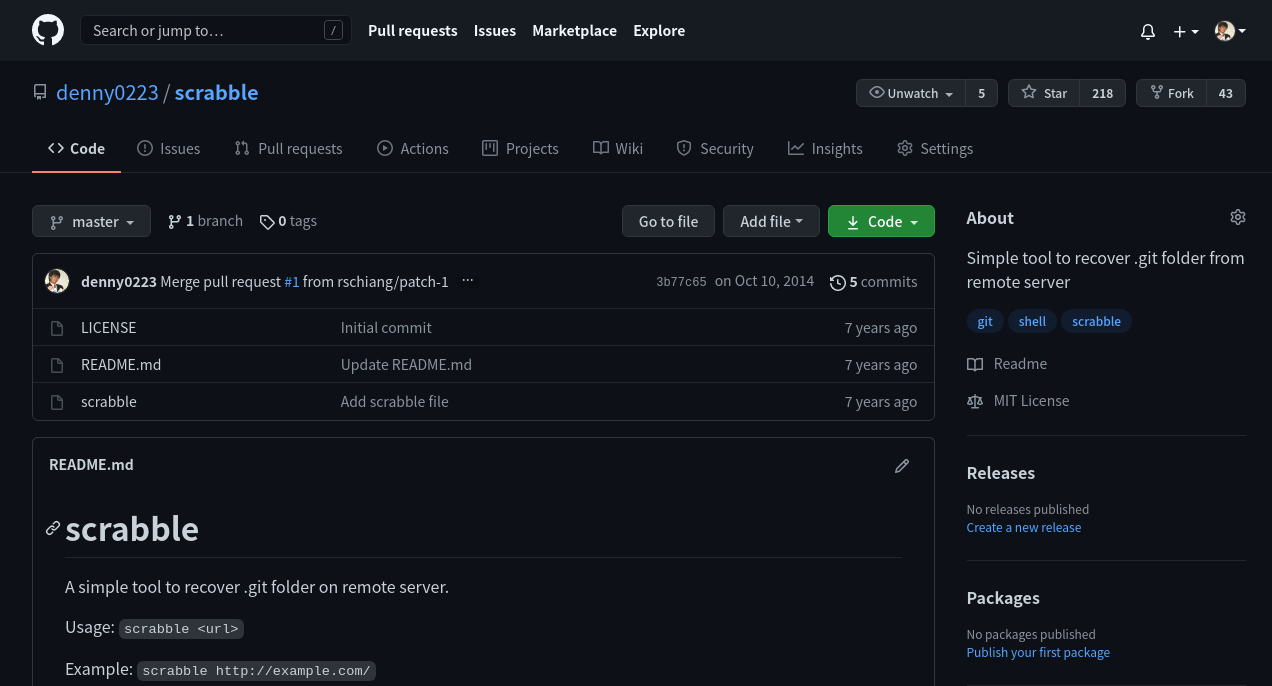 Search or jump to… /
Pull requests Issues Marketplace Explore
denny0223 / scrabble
Unwatch 5 Star 218 Fork 43
Code Issues Pull requests Actions Projects Wiki Security Insights Settings
master 1 branch 0 tags Go to file Add file Code
denny0223 Merge pull request #1 from rschiang/patch-1 ... 3b77c65 on Oct 10, 2014 5 commits
LICENSE Initial commit 7 years ago
README.md Update README.md 7 years ago
scrabble Add scrabble file 7 years ago
README.md
scrabble
A simple tool to recover .git folder on remote server.
Usage: scrabble <url>
Example: scrabble http://example.com/
About
Simple tool to recover .git folder from
remote server
git shell scrabble
Readme
MIT License
Releases
No releases published
Create a new release
Packages
No packages published
Publish your first package